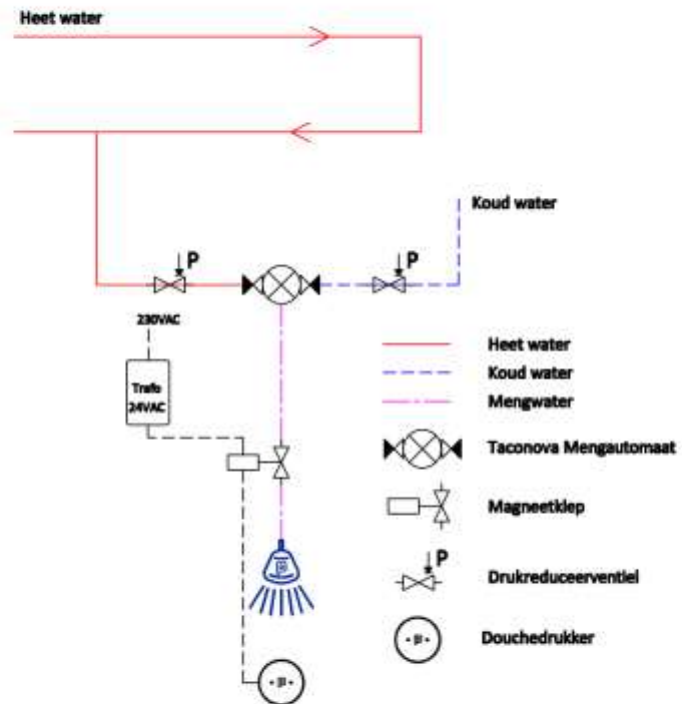 Heet water
Koud water
P
P
230VAC
Trafo
24VAC
Heet water
Koud water
Mengwater
Taconova Mengautomaat
Magneetklep
P
Drukreduceerventiel
Douchedrukker